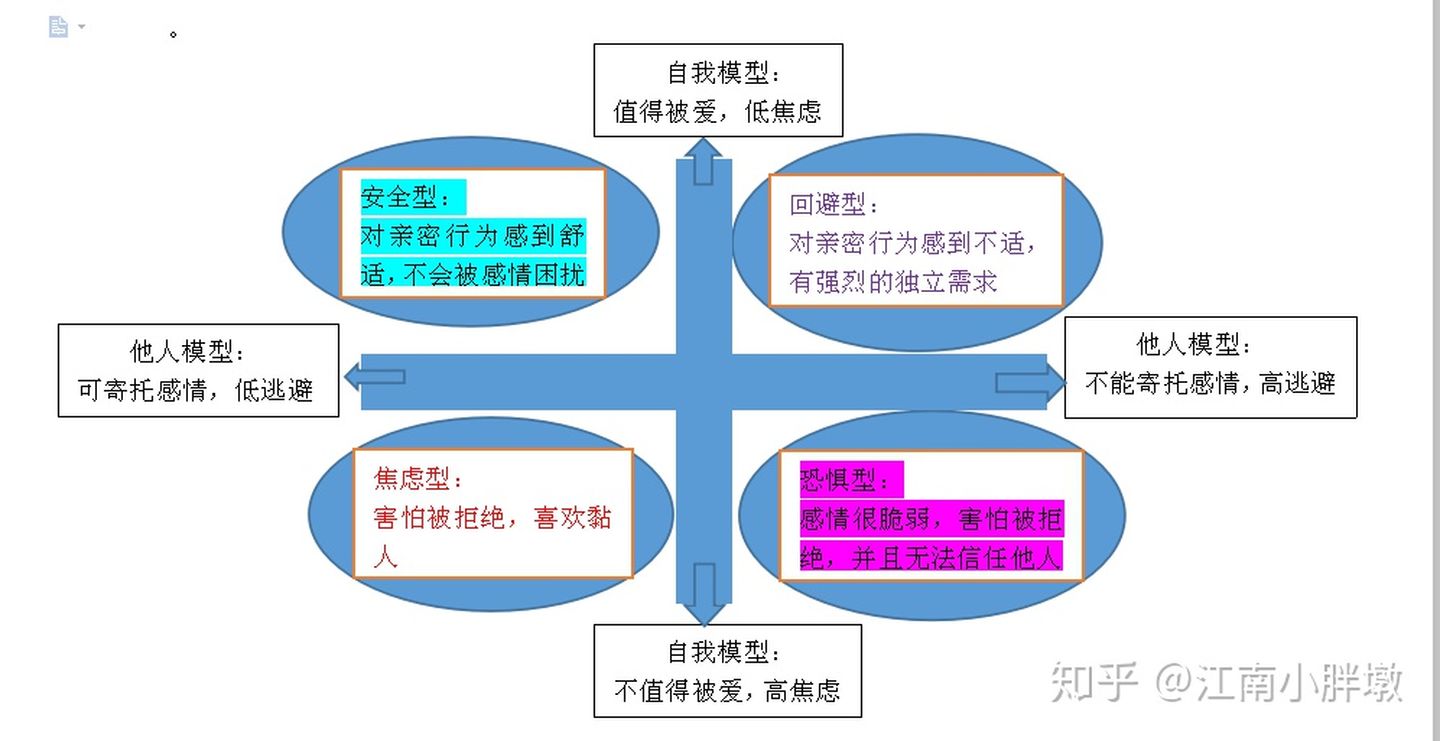 。
自我模型：
值得被爱，低焦虑
安全型：
对亲密行为感到舒
适，不会被感情困扰
回避型：
对亲密行为感到不适，
有强烈的独立需求
他人模型：
可寄托感情，低逃避
他人模型：
不能寄托感情，高逃避
焦虑型：
害怕被拒绝，喜欢黏
人
恐惧型：
感情很脆弱，害怕被拒
绝，并且无法信任他人
自我模型：
不值得被爱，高焦虑
知乎 @江南小胖墩